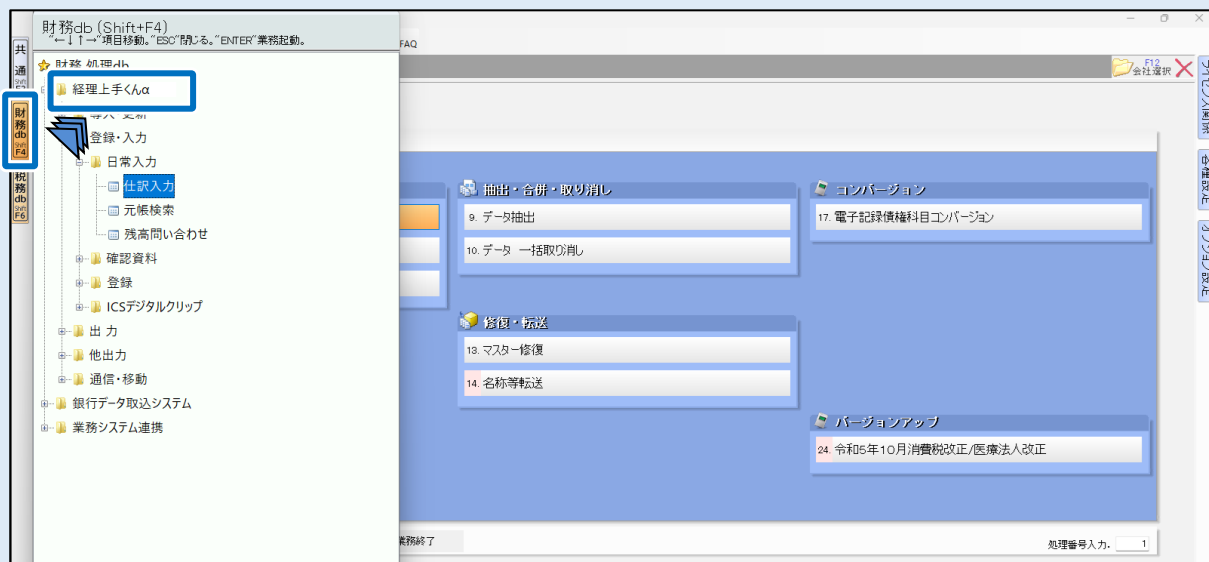 財務db (Shift+F4)
"←↓↑→"項目移動。"ESC"閉じる。"ENTER"業務起動。
FAQ
共通
Shift
F2
財務db
Shift
F4
税務db
Shift
F6
財務 処理db
経理上手くんα
導入・更新
登録・入力
日常入力
仕訳入力
元帳検索
残高問い合わせ
確認資料
登録
ICSデジタルクリップ
出 力
他出力
通信・移動
銀行データ取込システム
業務システム連携
F12
会社選択
抽出・合併・取り消し
9. データ抽出
10. データ 一括取り消し
修復・転送
13. マスター修復
14. 名称等転送
コンバージョン
17. 電子記録債権科目コンバージョン
バージョンアップ
24. 令和5年10月消費税改正/医療法人改正
業務終了
処理番号入力. 1
ライセンス関係
各種設定
オプション設定